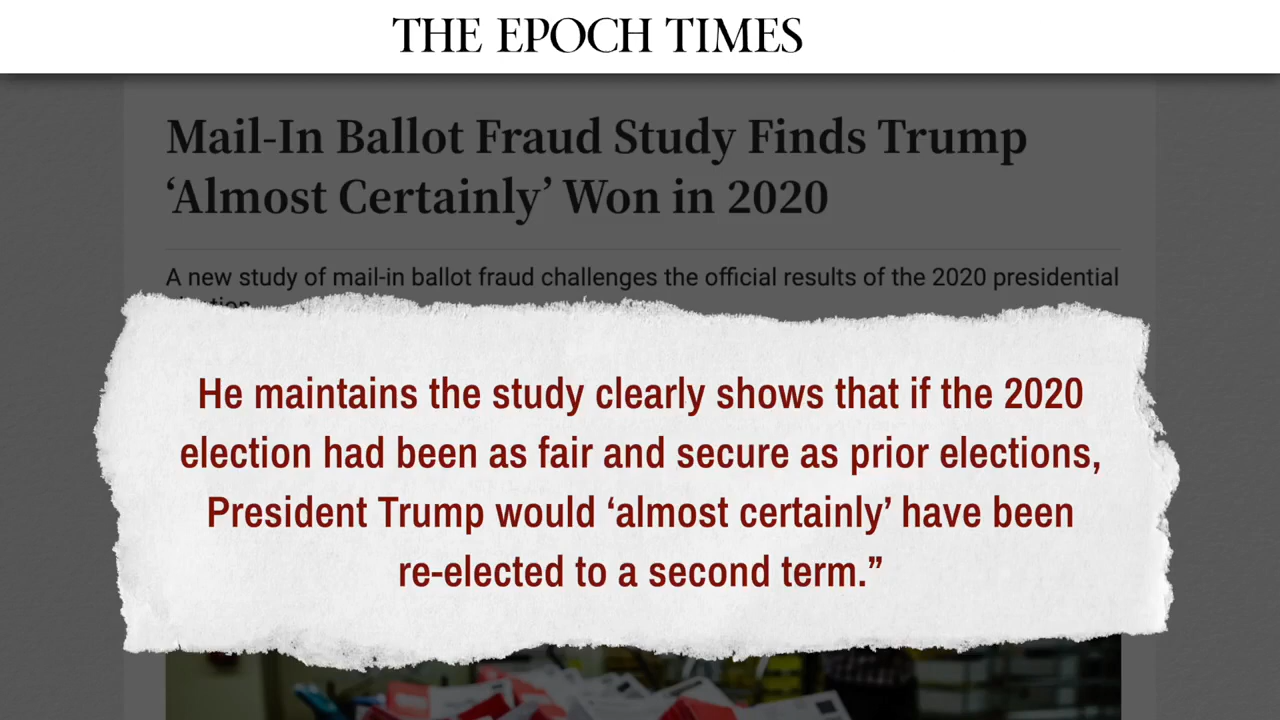 THE EPOCH TIMES
Mail-In Ballot Fraud Study Finds Trump
‘Almost Certainly’ Won in 2020
A new study of mail-in ballot fraud challenges the official results of the 2020 presidential
He maintains the study clearly shows that if the 2020
election had been as fair and secure as prior elections,
President Trump would ‘almost certainly’ have been
re-elected to a second term.”